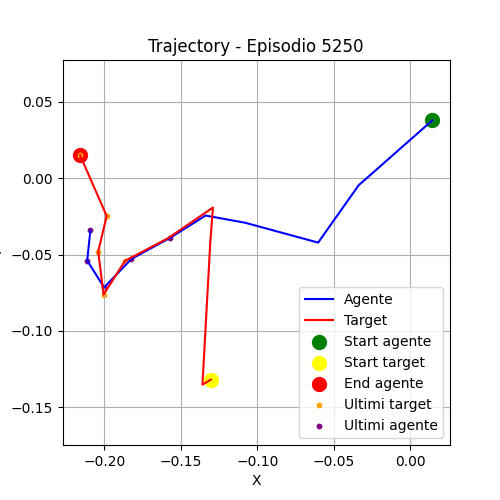 Trajectory - Episodio 5250
0.05
0.00
−0.05
−0.10
−0.15
−0.20
−0.15
−0.10
−0.05
0.00
X
Agente
Target
Start agente
Start target
End agente
Ultimi target
Ultimi agente